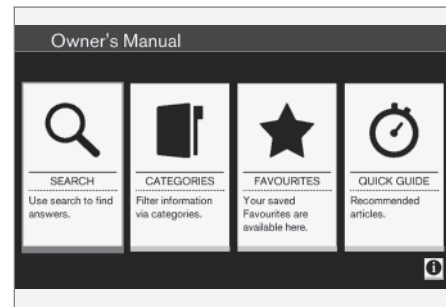 Owner's Manual
SEARCH
Use search to find
answers.
CATEGORIES
Filter information
via categories.
FAVOURITES
Your saved
Favourites are
available here.
QUICK GUIDE
Recommended
articles.
i